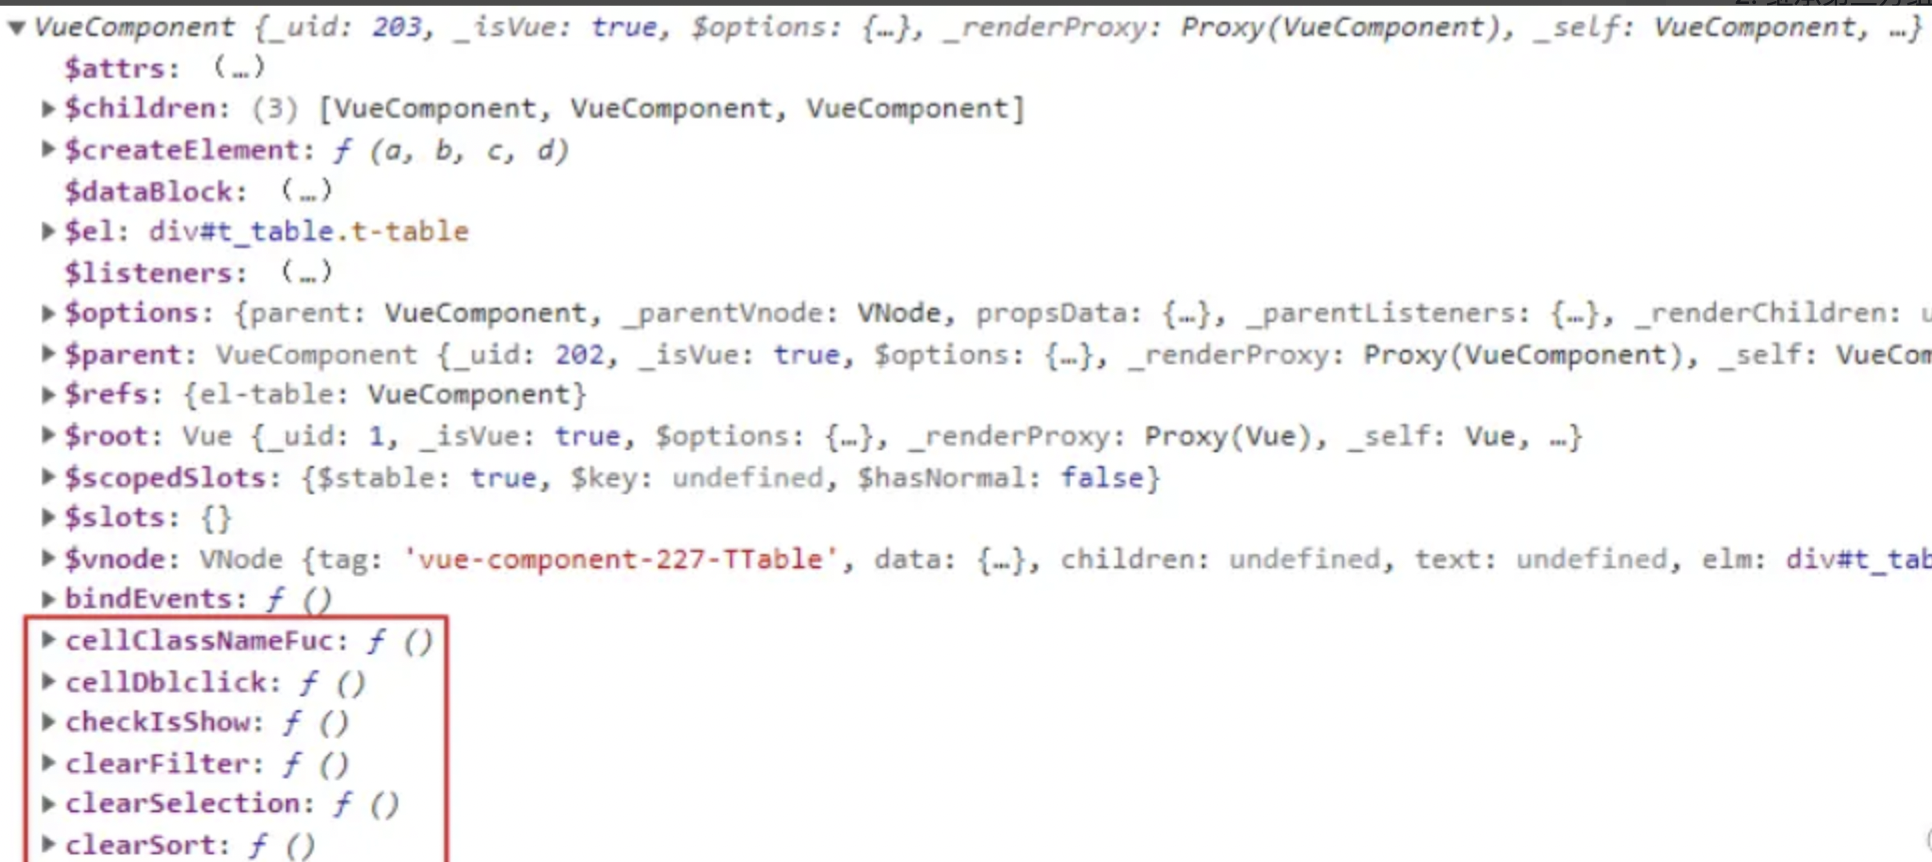 VueComponent {_uid: 203, _isVue: true, $options: {…}, _renderProxy: Proxy(VueComponent), _self: VueComponent, …}
$attrs: (…)
$children: (3) [VueComponent, VueComponent, VueComponent]
$createElement: ƒ (a, b, c, d)
$dataBlock: (…)
$el: div#t_table.t-table
$listeners: (…)
$options: {parent: VueComponent, _parentVnode: VNode, propsData: {…}, _parentListeners: {…}, _renderChildren: u
$parent: VueComponent {_uid: 202, _isVue: true, $options: {…}, _renderProxy: Proxy(VueComponent), _self: VueCom
$refs: {el-table: VueComponent}
$root: Vue {_uid: 1, _isVue: true, $options: {…}, _renderProxy: Proxy(Vue), _self: Vue, …}
$scopedSlots: {$stable: true, $key: undefined, $hasNormal: false}
$slots: {}
$vnode: VNode {tag: 'vue-component-227-TTable', data: {…}, children: undefined, text: undefined, elm: div#t_tab
bindEvents: ƒ ()
cellClassNameFuc: ƒ ()
cellDblclick: ƒ ()
checkIsShow: ƒ ()
clearFilter: ƒ ()
clearSelection: ƒ ()
clearSort: ƒ ()